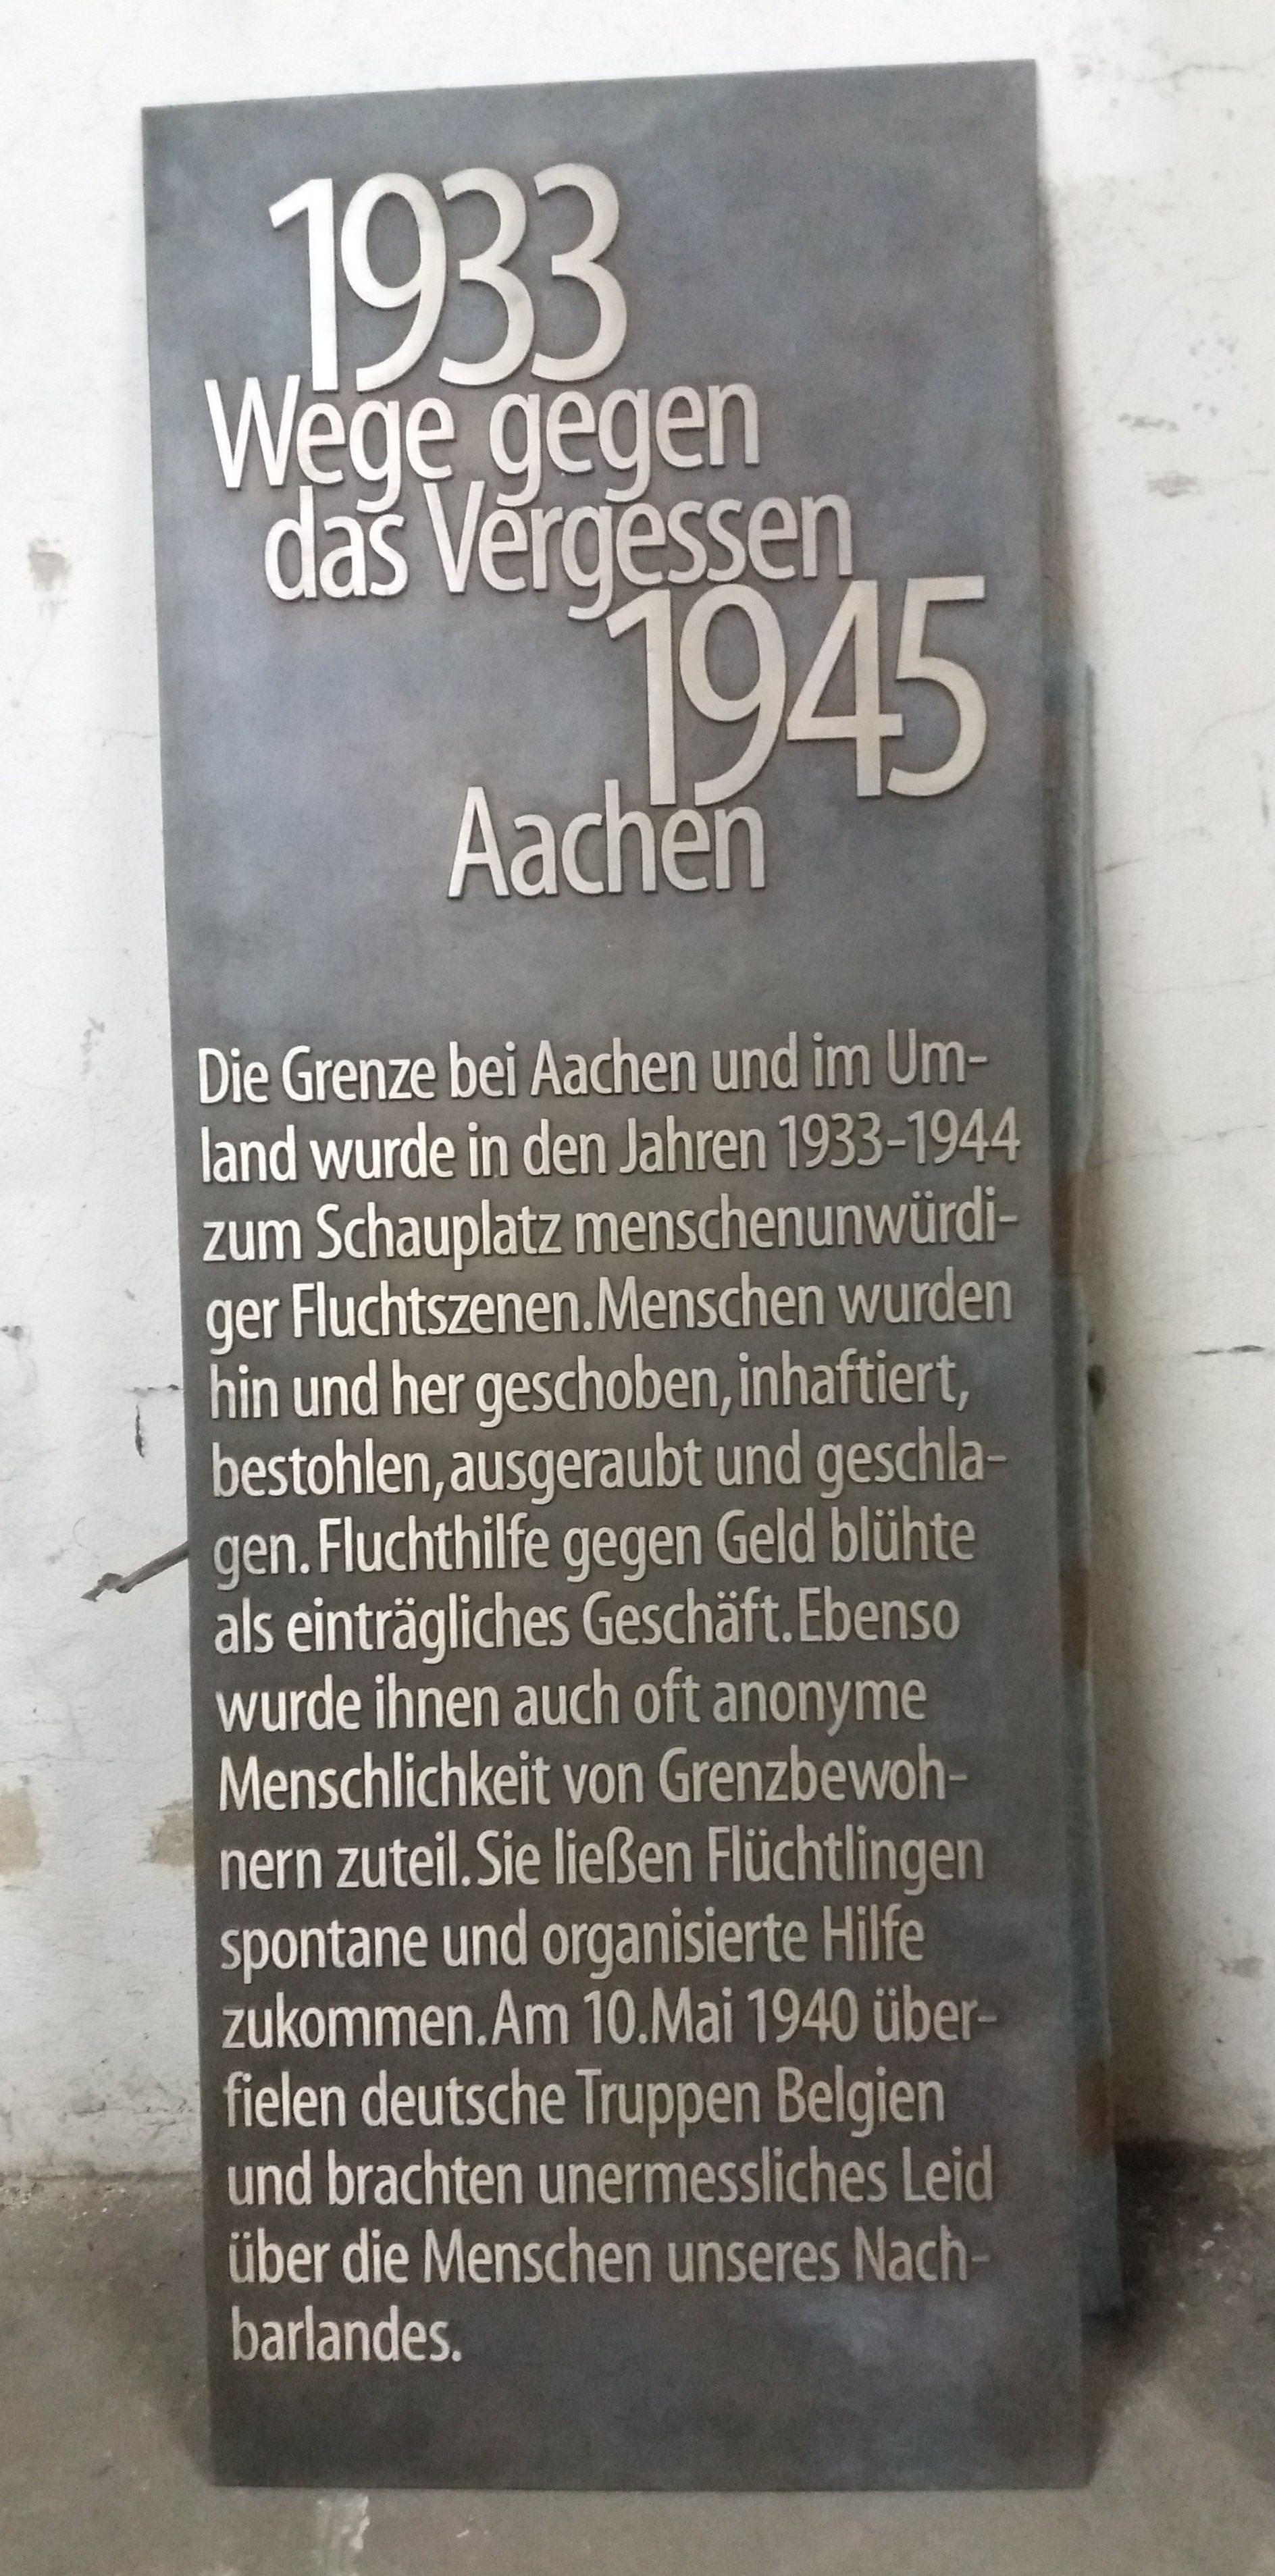 1933
Wege gegen
das Vergessen
1945
Aachen
Die Grenze bei Aachen und im Um-
land wurde in den Jahren 1933-1944
zum Schauplatz menschenunwürdi-
ger Fluchtszenen. Menschen wurden
hin und her geschoben, inhaftiert,
bestohlen, ausgeraubt und geschla-
gen. Fluchthilfe gegen Geld blühte
als einträgliches Geschäft. Ebenso
wurde ihnen auch oft anonyme
Menschlichkeit von Grenzbewoh-
nern zuteil. Sie ließen Flüchtlingen
spontane und organisierte Hilfe
zukommen. Am 10. Mai 1940 über-
fielen deutsche Truppen Belgien
und brachten unermessliches Leid
über die Menschen unseres Nach-
barlandes.